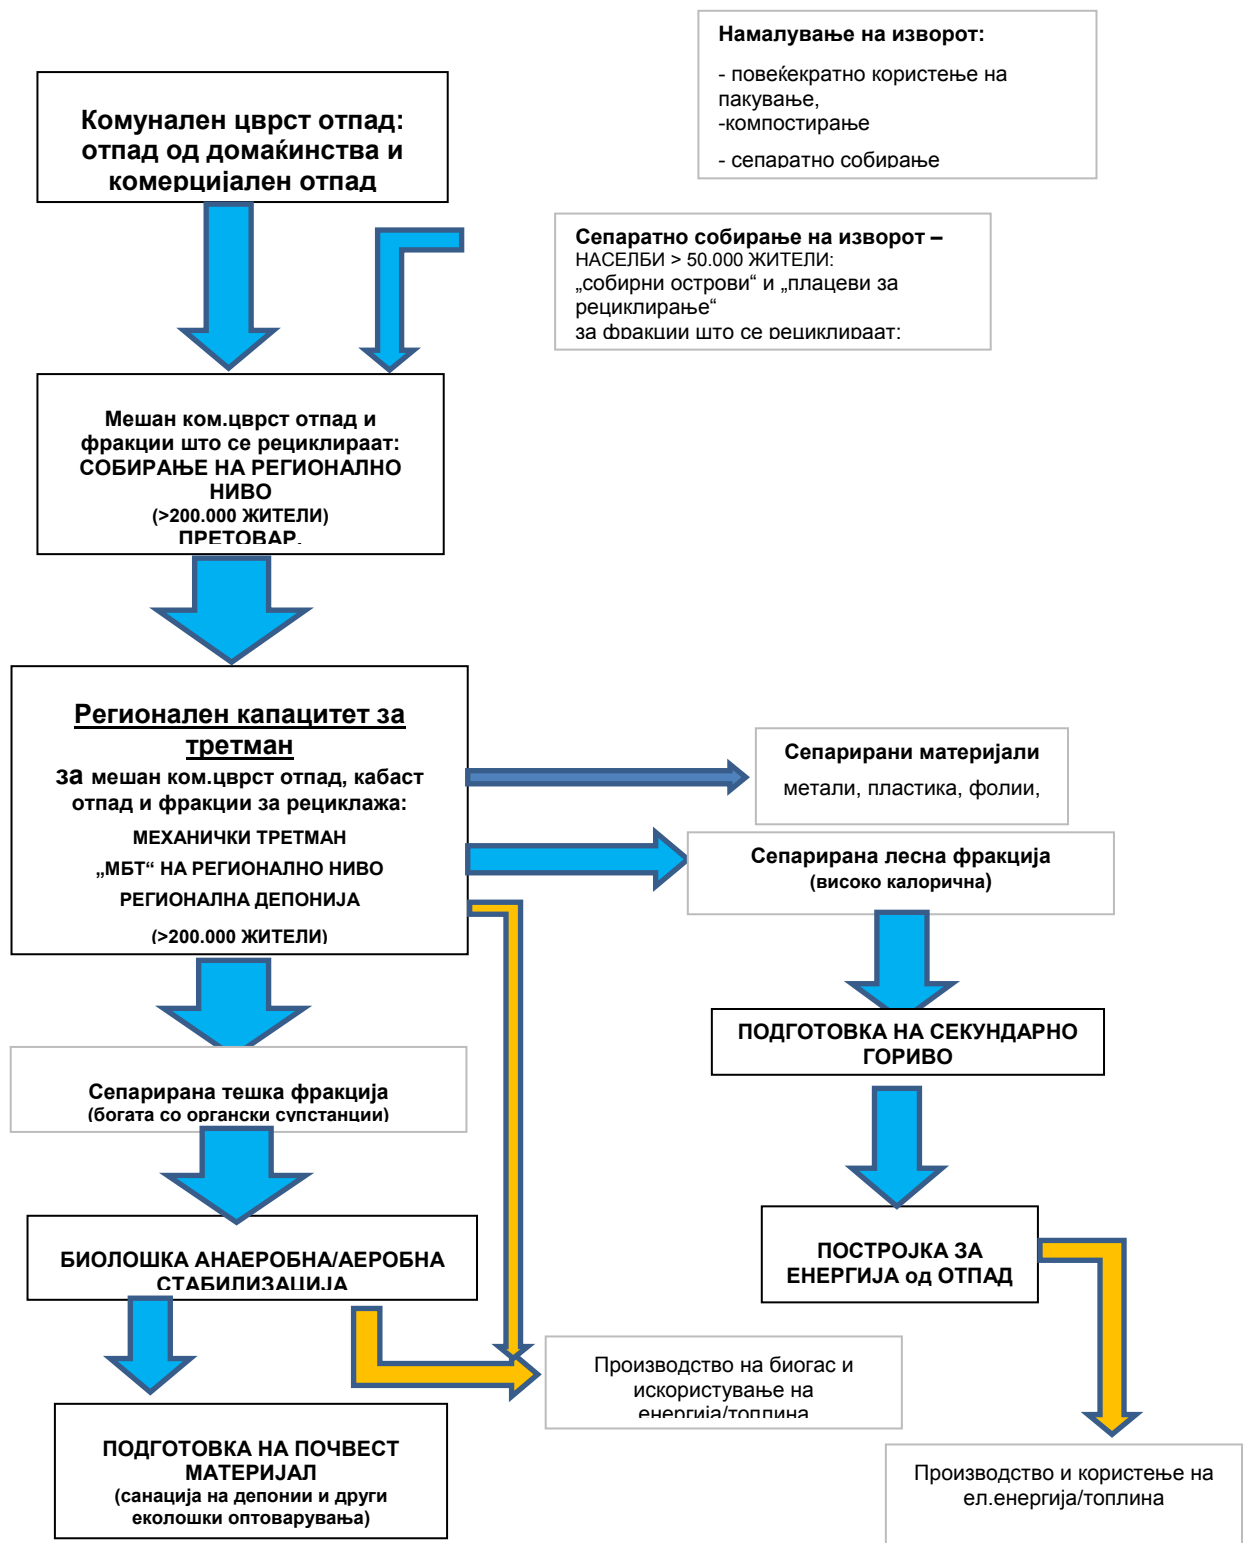 Намалување на изворот:
- повеќекратно користење на
пакување,
-компостирање
- сепаратно собирање
Комунален цврст отпад:
отпад од домаќинства и
комерцијален отпад
Сепаратно собирање на изворот –
НАСЕЛБИ > 50.000 ЖИТЕЛИ:
„собирни острови“ и „плацеви за
рециклирање“
за фракции што се рециклираат:
Мешан ком.цврст отпад и
фракции што се рециклираат:
СОБИРАЊЕ НА РЕГИОНАЛНО
НИВО
(>200.000 ЖИТЕЛИ)
ПРЕТОВАР.
Регионален капацитет за
третман
за мешан ком.цврст отпад, кабаст
отпад и фракции за рециклажа:
МЕХАНИЧКИ ТРЕТМАН
„МБТ“ НА РЕГИОНАЛНО НИВО
РЕГИОНАЛНА ДЕПОНИЈА
(>200.000 ЖИТЕЛИ)
Сепарирани материјали
метали, пластика, фолии,
Сепарирана лесна фракција
(високо калорична)
ПОДГОТОВКА НА СЕКУНДАРНО
ГОРИВО
Сепарирана тешка фракција
(богата со органски супстанции)
БИОЛОШКА АНАЕРОБНА/АЕРОБНА
СТАБИЛИЗАЦИЈА
ПОСТРОЈКА ЗА
ЕНЕРГИЈА од ОТПАД
Производство на биогас и
искористување на
енергија/топлина
ПОДГОТОВКА НА ПОЧВЕСТ
МАТЕРИЈАЛ
(санација на депонии и други
еколошки оптоварувања)
Производство и користење на
ел.енергија/топлина